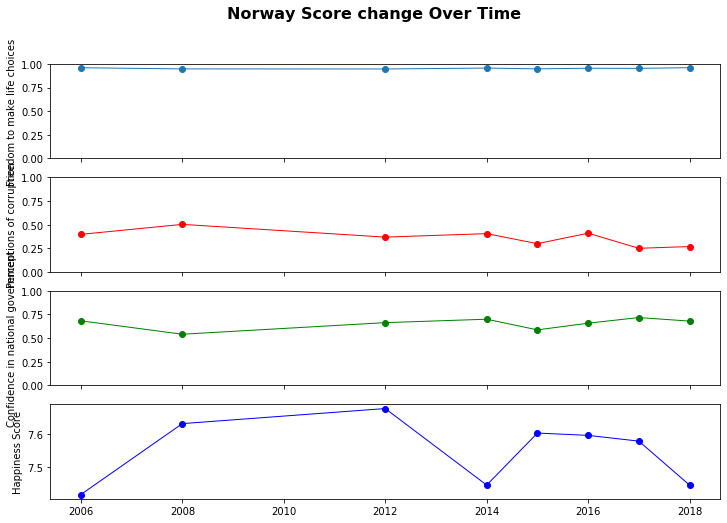 Norway Score change Over Time
Freedom to make life choices
1.00
0.75
0.50
0.25
0.00
Perceptions of corruption
1.00
0.75
0.50
0.25
0.00
Confidence in national government
1.00
0.75
0.50
0.25
0.00
Happiness Score
7.6
7.5
2006 2008 2010 2012 2014 2016 2018